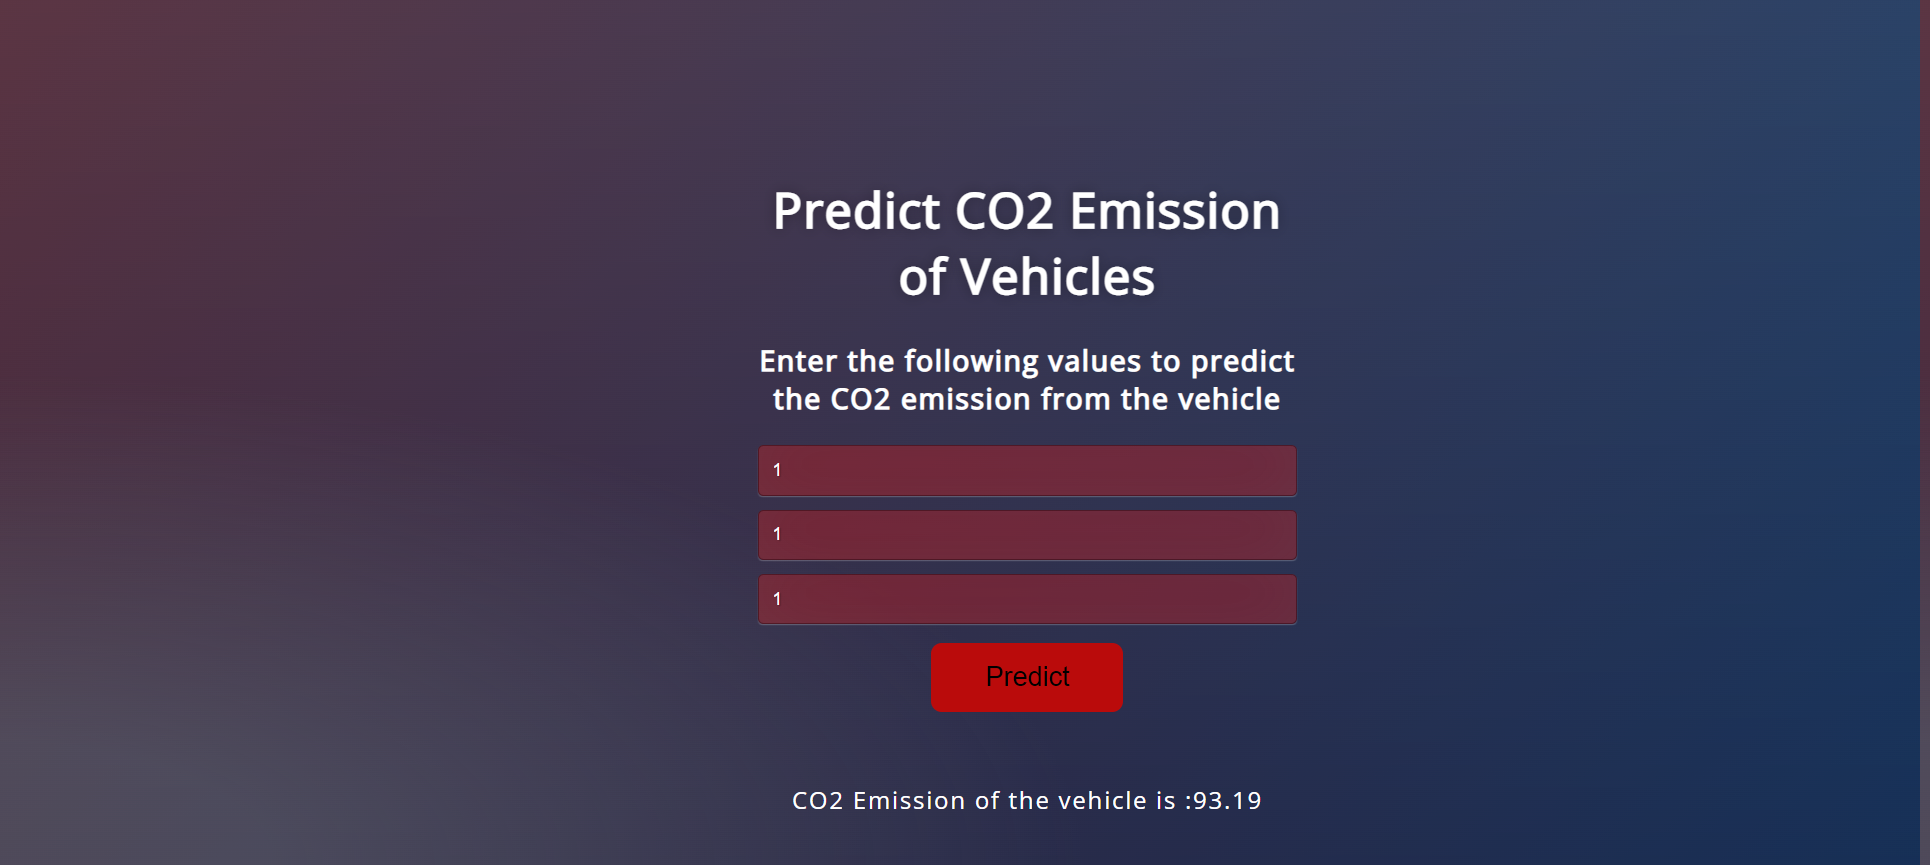 Predict CO2 Emission
of Vehicles
Enter the following values to predict
the CO2 emission from the vehicle
1
1
1
Predict
CO2 Emission of the vehicle is :93.19